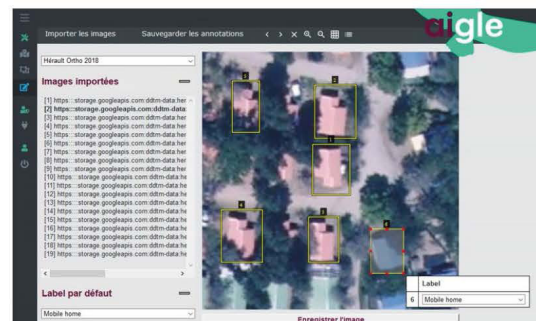 Importer les images Sauvegarder les annotations
aigle
Hérault Ortho 2018
Images importées
[1] https:::storage.googleapis.com:ddtm-data:her
[2] https:::storage.googleapis.com:ddtm-data:
[3] https:::storage.googleapis.com:ddtm-data:her
[4] https:::storage.googleapis.com:ddtm-data:her
[5] https:::storage.googleapis.com:ddtm-data:her
[6] https:::storage.googleapis.com:ddtm-data:her
[7] https:::storage.googleapis.com:ddtm-data:her
[8] https:::storage.googleapis.com:ddtm-data:her
[9] https:::storage.googleapis.com:ddtm-data:her
[10] https:::storage.googleapis.com:ddtm-data:he
[11] https:::storage.googleapis.com:ddtm-data:he
[12] https:::storage.googleapis.com:ddtm-data:he
[13] https:::storage.googleapis.com:ddtm-data:he
[14] https:::storage.googleapis.com:ddtm-data:he
[15] https:::storage.googleapis.com:ddtm-data:he
[16] https:::storage.googleapis.com:ddtm-data:he
[17] https:::storage.googleapis.com:ddtm-data:he
[18] https:::storage.googleapis.com:ddtm-data:he
[19] https:::storage.googleapis.com:ddtm-data:he
Label par défaut
Mobile home
Label
6 Mobile home
Enregistrer l'image